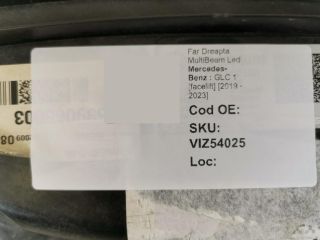 Far Dreapta
MultiBeam Led
Mercedes-
Benz : GLC 1
[facelift] [2019 -
2023]
Cod OE:
SKU:
VIZ54025
Loc: